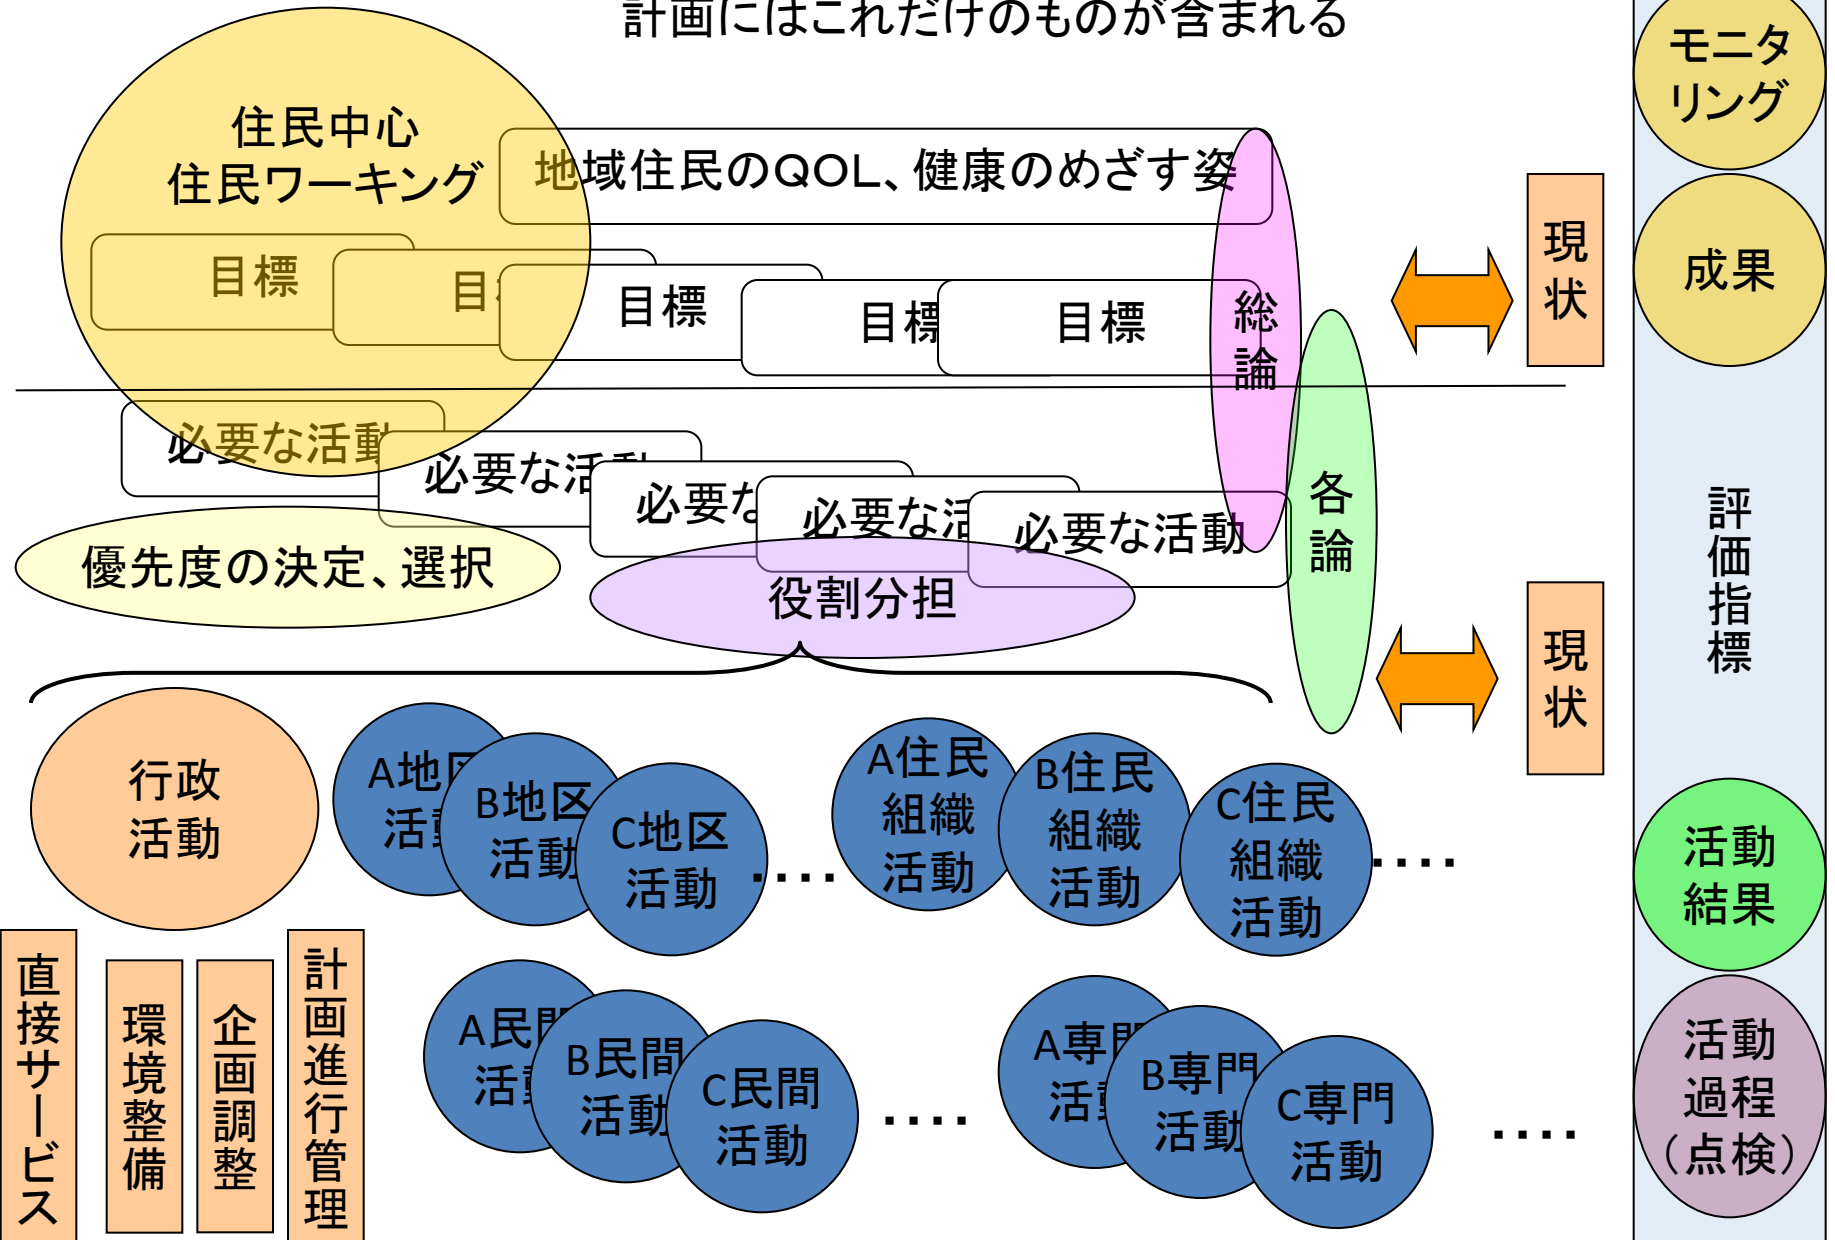 計画にはこれだけのものが含まれる
住民中心
住民ワーキング
地域住民のQOL、健康のめざす姿
目標
目
目標
目標
目標
総
論
必要な活動
必要な活動
必要な
必要な活
必要な活動
各
論
優先度の決定、選択
役割分担
現
状
現
状
行政
活動
A地区
活動
B地区
活動
C地区
活動
....
A住民
組織
活動
B住民
組織
活動
C住民
組織
活動
....
直接サービス
環境整備
企画調整
計画進行管理
A民間
活動
B民間
活動
C民間
活動
....
A専門
活動
B専門
活動
C専門
活動
....
モニタ
リング
成果
評価指標
活動
結果
活動
過程
（点検）